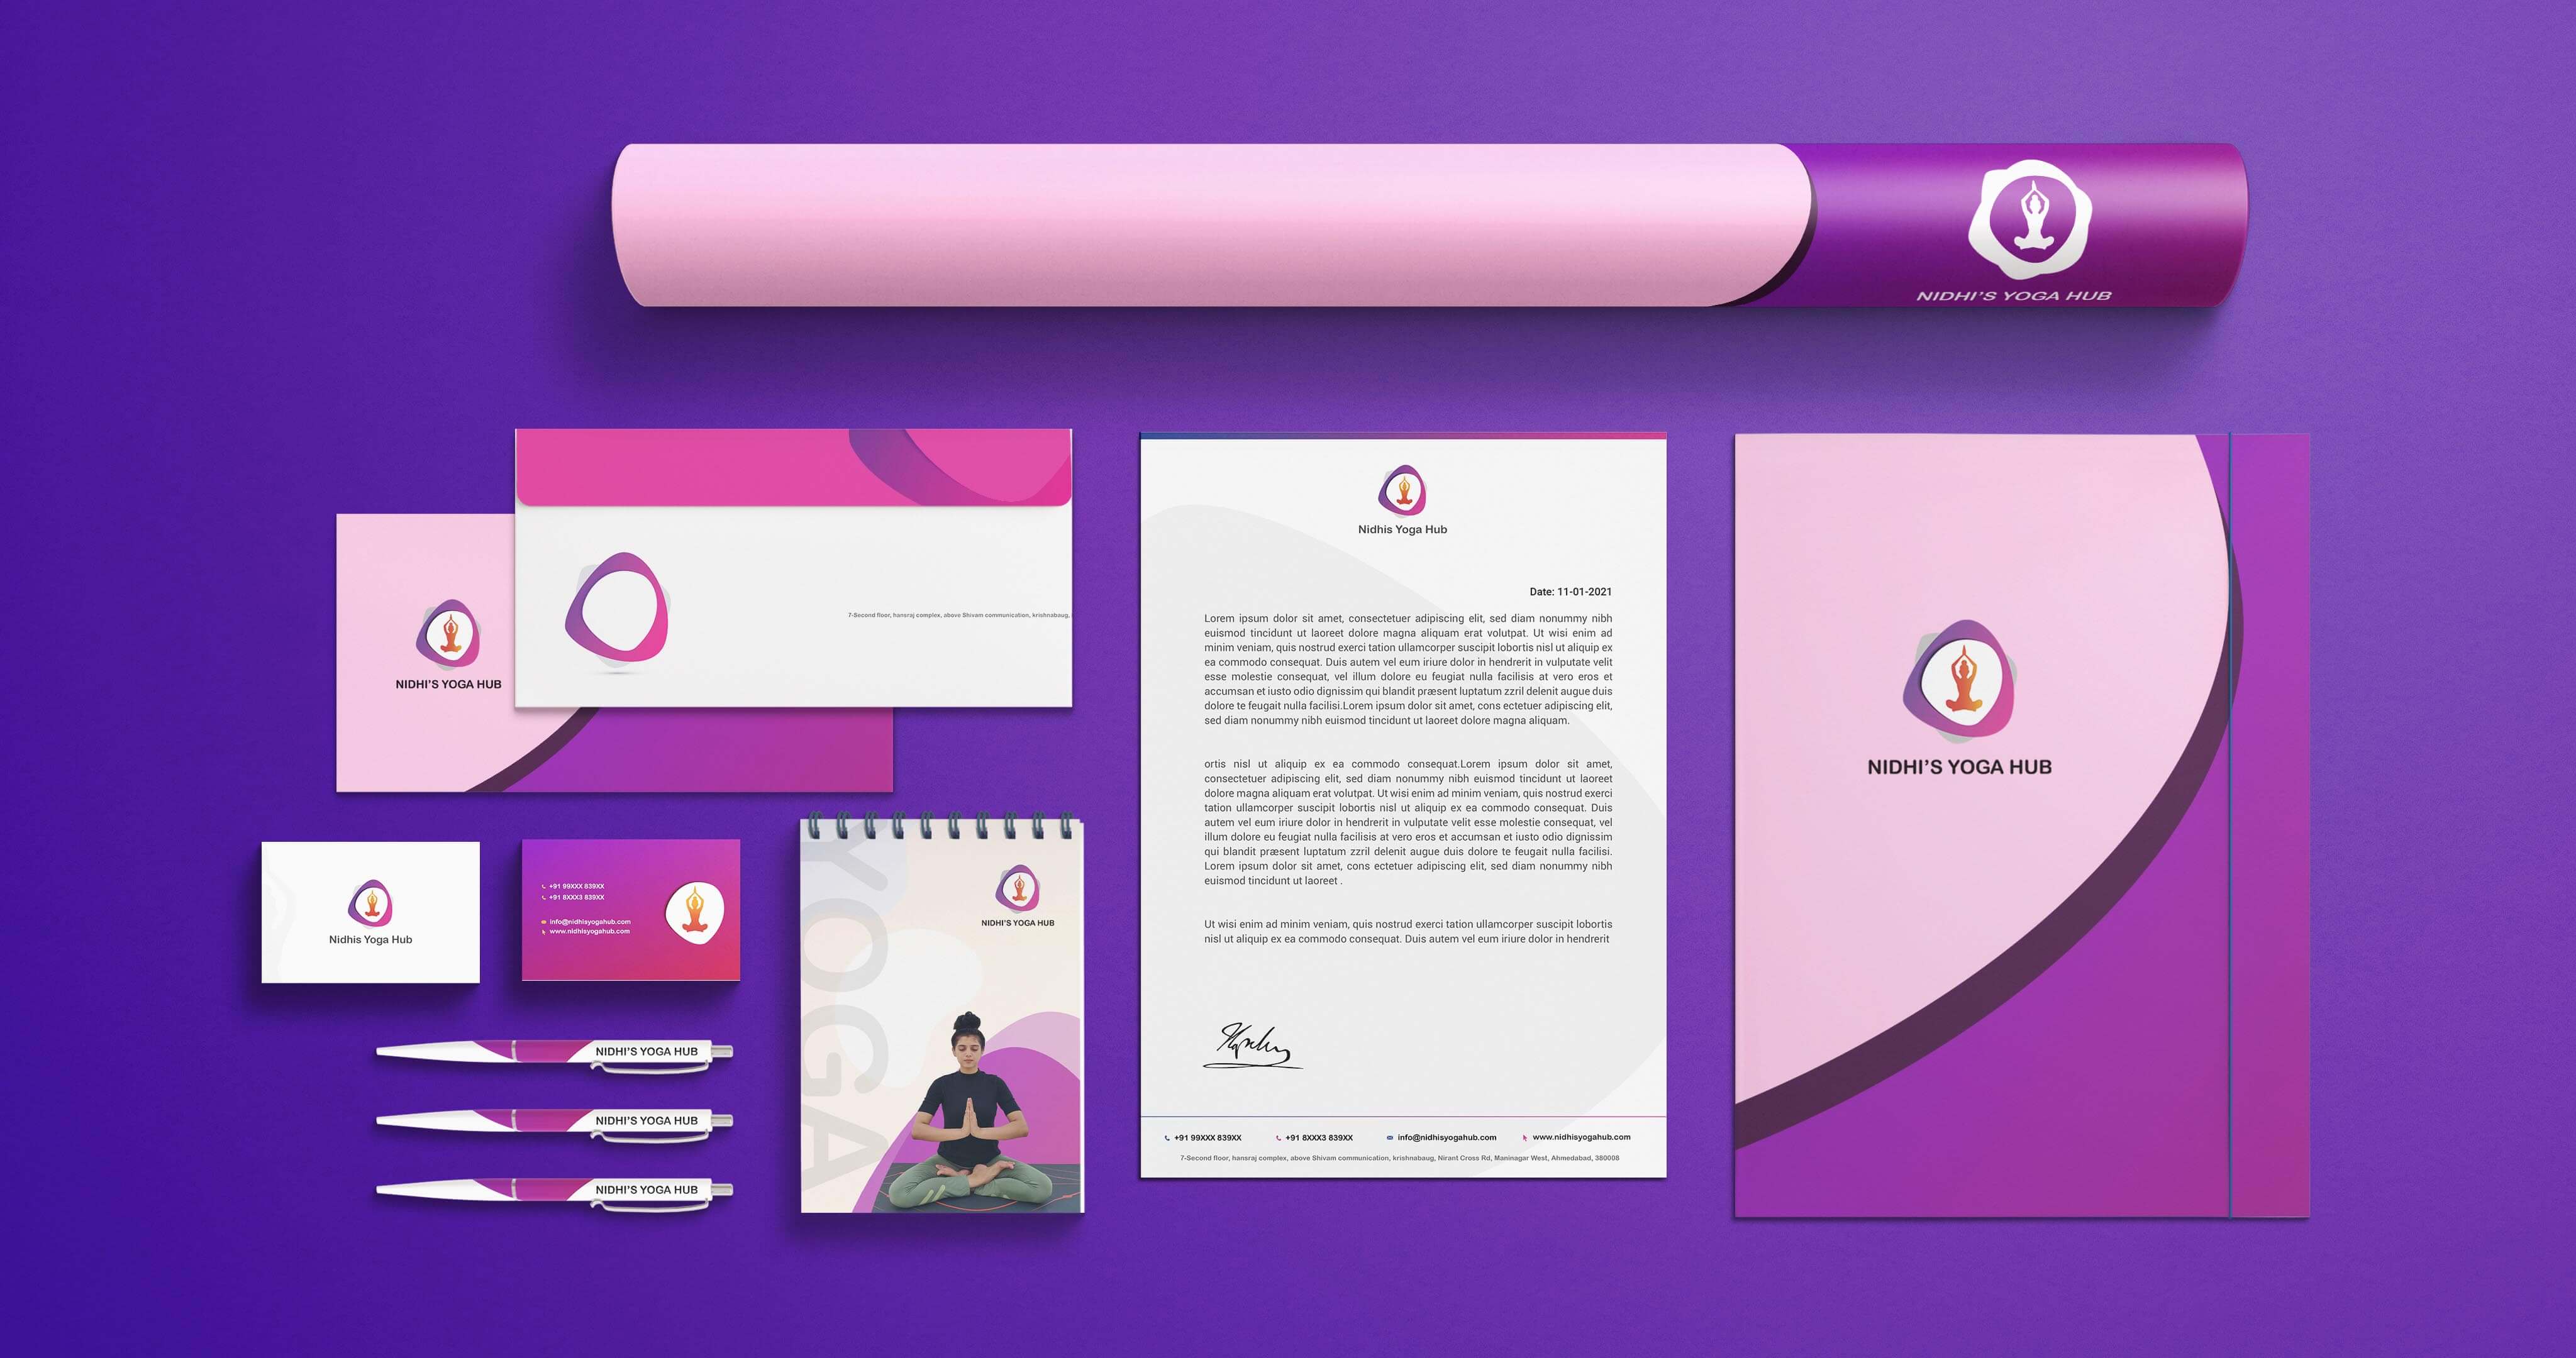 NIDHI'S YOGA HUB
7-Second floor, hansraj complex, above Shivam communication, krishnabaug,
NIDHI'S YOGA HUB
Nidhis Yoga Hub
+91 99XXX 839XX
+91 8XXX3 839XX
info@nidhisyogahub.com
www.nidhisyogahub.com
NIDHI'S YOGA HUB
NIDHI'S YOGA HUB
NIDHI'S YOGA HUB
YOGA
NIDHI'S YOGA HUB
Nidhis Yoga Hub
Date: 11-01-2021
Lorem ipsum dolor sit amet, consectetuer adipiscing elit, sed diam nonummy nibh
euismod tincidunt ut laoreet dolore magna aliquam erat volutpat. Ut wisi enim ad
minim veniam, quis nostrud exerci tation ullamcorper suscipit lobortis nisl ut aliquip ex
ea commodo consequat. Duis autem vel eum iriure dolor in hendrerit in vulputate velit
esse molestie consequat, vel illum dolore eu feugiat nulla facilisis at vero eros et
accumsan et iusto odio dignissim qui blandit præsent luptatum zzril delenit augue duis
dolore te feugait nulla facilisi.Lorem ipsum dolor sit amet, cons ectetuer adipiscing elit,
sed diam nonummy nibh euismod tincidunt ut laoreet dolore magna aliquam.
ortis nisl ut aliquip ex ea commodo consequat.Lorem ipsum dolor sit amet,
consectetuer adipiscing elit, sed diam nonummy nibh euismod tincidunt ut laoreet
dolore magna aliquam erat volutpat. Ut wisi enim ad minim veniam, quis nostrud exerci
tation ullamcorper suscipit lobortis nisl ut aliquip ex ea commodo consequat. Duis
autem vel eum iriure dolor in hendrerit in vulputate velit esse molestie consequat, vel
illum dolore eu feugiat nulla facilisis at vero eros et accumsan et iusto odio dignissim
qui blandit præsent luptatum zzril delenit augue duis dolore te feugait nulla facilisi.
Lorem ipsum dolor sit amet, cons ectetuer adipiscing elit, sed diam nonummy nibh
euismod tincidunt ut laoreet .
Ut wisi enim ad minim veniam, quis nostrud exerci tation ullamcorper suscipit lobortis
nisl ut aliquip ex ea commodo consequat. Duis autem vel eum iriure dolor in hendrerit
+91 99XXX 839XX +91 8XXX3 839XX info@nidhisyogahub.com www.nidhisyogahub.com
7-Second floor, hansraj complex, above Shivam communication, krishnabaug, Nirant Cross Rd, Maninagar West, Ahmedabad, 380008
NIDHI'S YOGA HUB